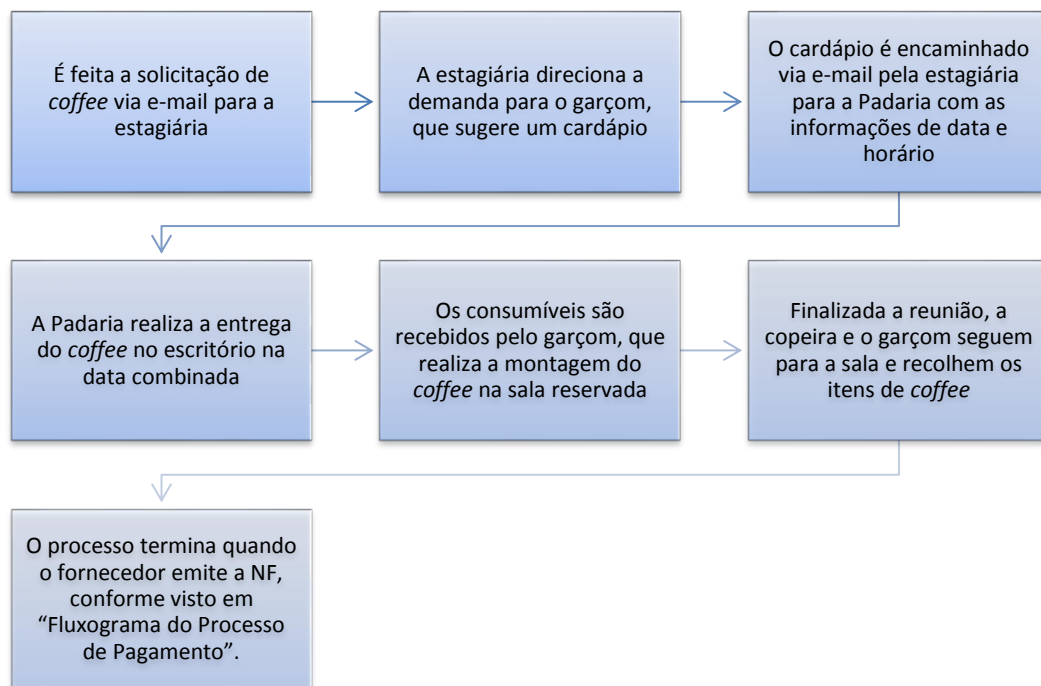 É feita a solicitação de
coffee via e-mail para a
estagiária
A estagiária direciona a
demanda para o garçom,
que sugere um cardápio
O cardápio é encaminhado
via e-mail pela estagiária
para a Padaria com as
informações de data e
horário
A Padaria realiza a entrega
do coffee no escritório na
data combinada
Os consumíveis são
recebidos pelo garçom, que
realiza a montagem do
coffee na sala reservada
Finalizada a reunião, a
copeira e o garçom seguem
para a sala e recolhem os
itens de coffee
O processo termina quando
o fornecedor emite a NF,
conforme visto em
“Fluxograma do Processo
de Pagamento”.